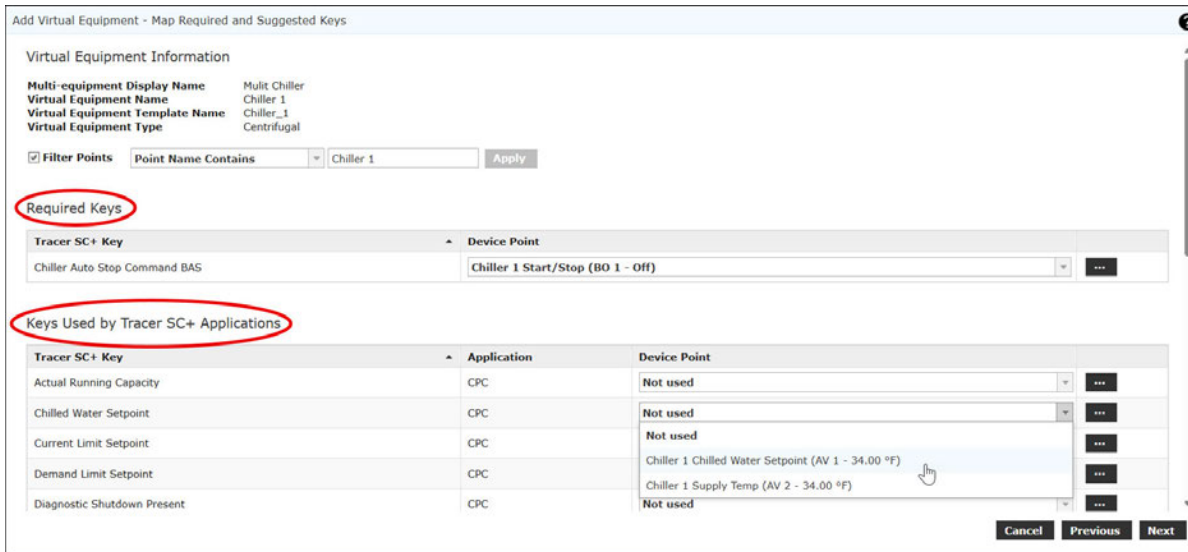 Add Virtual Equipment - Map Required and Suggested Keys
Virtual Equipment Information
Multi-equipment Display Name Mulit Chiller
Virtual Equipment Name Chiller 1
Virtual Equipment Template Name Chiller_1
Virtual Equipment Type Centrifugal
Filter Points Point Name Contains Chiller 1 Apply
Required Keys
Tracer SC+ Key Device Point
Chiller Auto Stop Command BAS Chiller 1 Start/Stop (BO 1 - Off) ...
Keys Used by Tracer SC+ Applications
Tracer SC+ Key Application Device Point
Actual Running Capacity CPC Not used ...
Chilled Water Setpoint CPC Not used ...
Not used
Current Limit Setpoint CPC ...
Chiller 1 Chilled Water Setpoint (AV 1 - 34.00 °F)
Demand Limit Setpoint CPC ...
Chiller 1 Supply Temp (AV 2 - 34.00 °F)
Diagnostic Shutdown Present CPC Not used ...
Cancel Previous Next